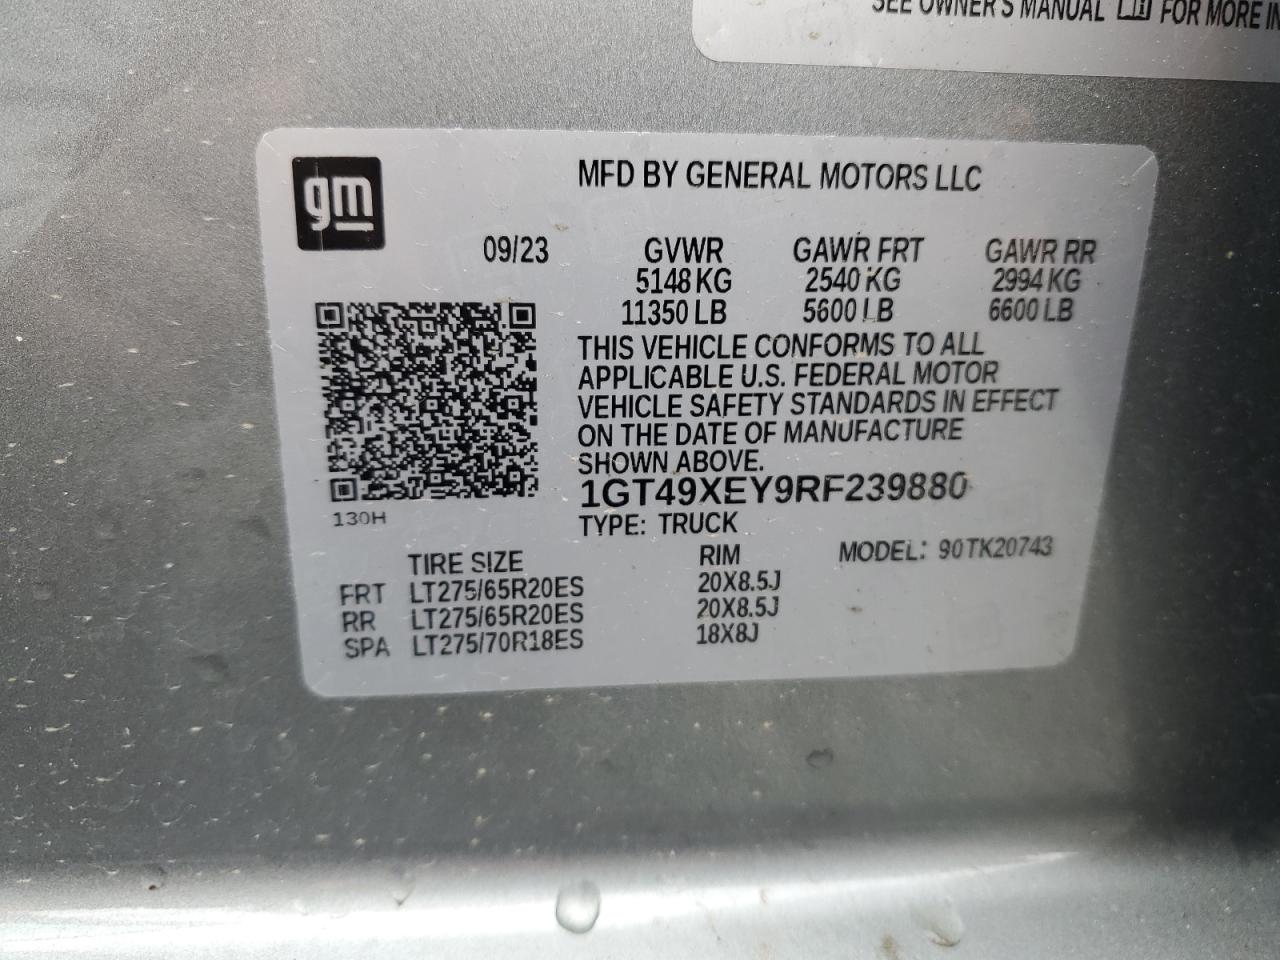 SEE OWNER'S MANUAL FOR MORE IN
gm
MFD BY GENERAL MOTORS LLC
09/23 GVWR GAWR FRT GAWR RR
5148 KG 2540 KG 2994 KG
11350 LB 5600 LB 6600 LB
THIS VEHICLE CONFORMS TO ALL
APPLICABLE U.S. FEDERAL MOTOR
VEHICLE SAFETY STANDARDS IN EFFECT
ON THE DATE OF MANUFACTURE
SHOWN ABOVE.
1GT49XEY9RF239880
130H
TYPE: TRUCK
TIRE SIZE RIM MODEL: 90TK20743
FRT LT275/65R20ES 20X8.5J
RR LT275/65R20ES 20X8.5J
SPA LT275/70R18ES 18X8J